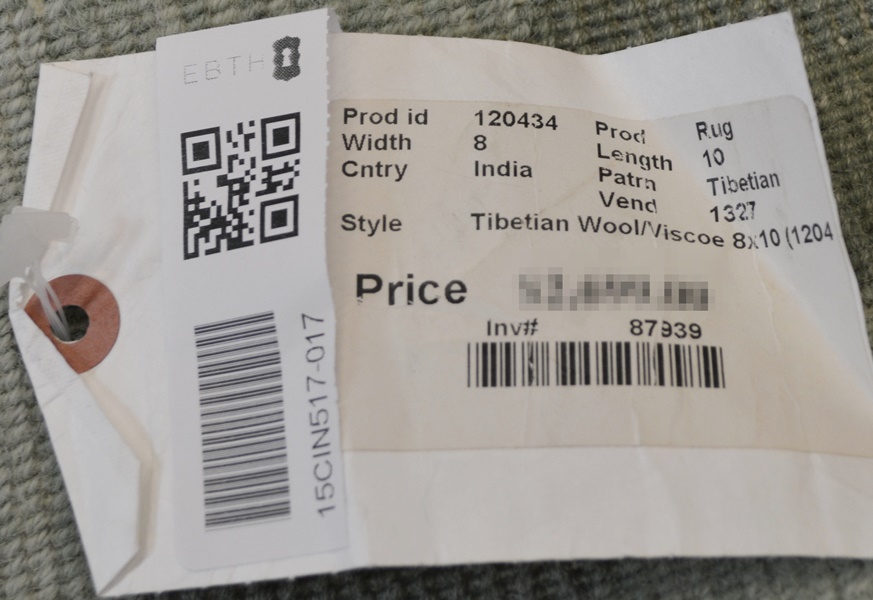 EBTH
15CIN517-017
Prod id 120434 Prod Rug
Width 8 Length 10
Cntry India Patrn Tibetian
Vend 1327
Style Tibetian Wool/Viscoe 8x10 (1204
Price
Inv# 87939